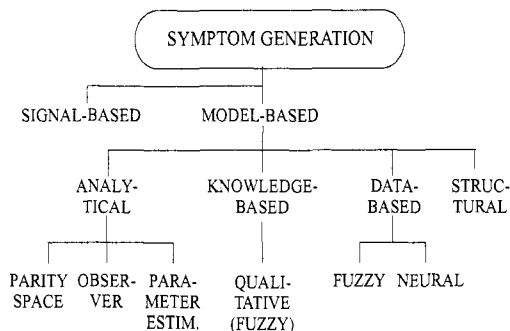 SYMPTOM GENERATION
SIGNAL-BASED MODEL-BASED
ANALY-
TICAL
KNOWLEDGE-
BASED
DATA-
BASED
STRUC-
TURAL
PARITY
SPACE
OBSER-
VER
PARA-
METER
ESTIM.
QUALI-
TATIVE
(FUZZY)
FUZZY NEURAL